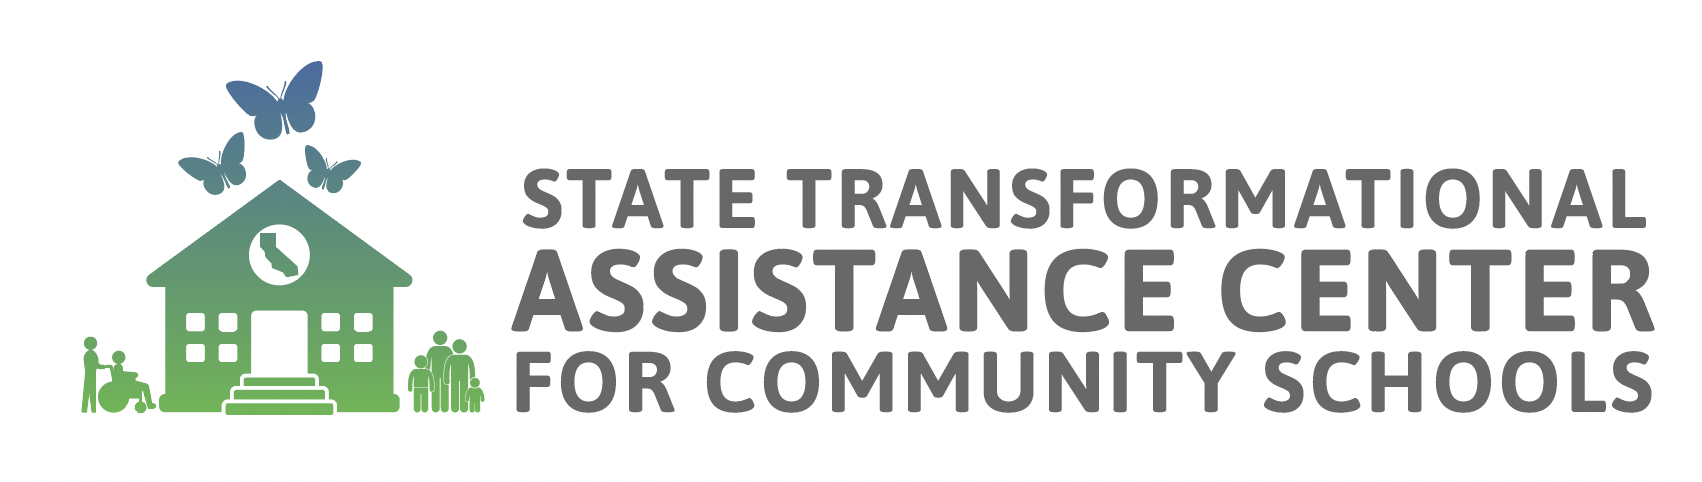 STATE TRANSFORMATIONAL
ASSISTANCE CENTER
FOR COMMUNITY SCHOOLS